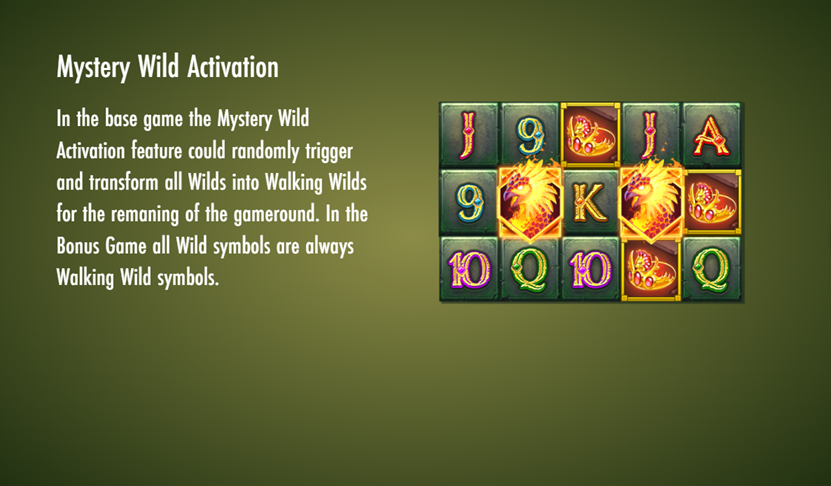 Mystery Wild Activation
In the base game the Mystery Wild
Activation feature could randomly trigger
and transform all Wilds into Walking Wilds
for the remaning of the gameround. In the
Bonus Game all Wild symbols are always
Walking Wild symbols.
J 9 J A
9 K
10 Q 10 Q